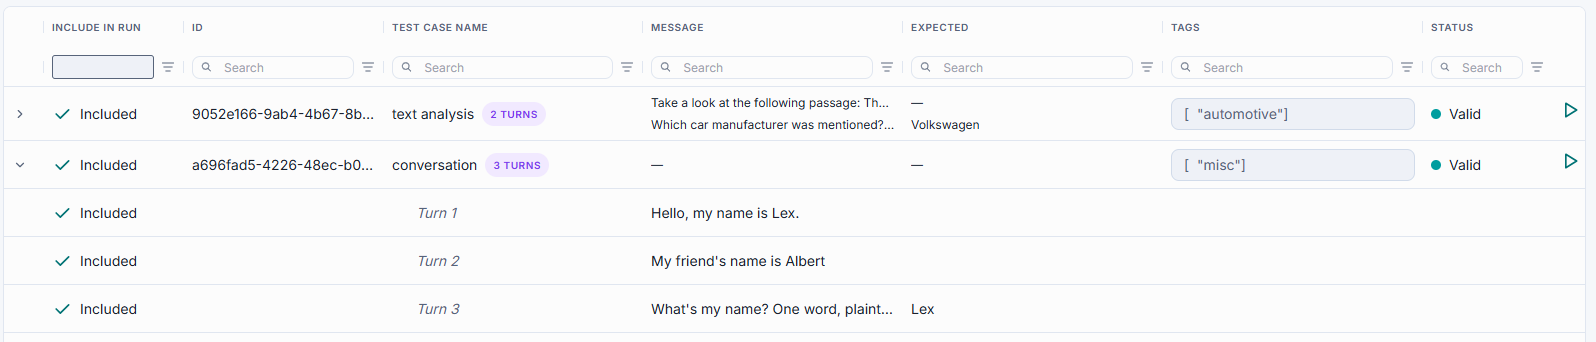 INCLUDE IN RUN ID TEST CASE NAME MESSAGE EXPECTED TAGS STATUS
Search Search Search Search Search Search
Included 9052e166-9ab4-4b67-8b... text analysis 2 TURNS Take a look at the following passage: Th... — [ "automotive"] Valid
Which car manufacturer was mentioned?... Volkswagen
Included a696fad5-4226-48ec-b0... conversation 3 TURNS — — [ "misc"] Valid
Included Turn 1 Hello, my name is Lex.
Included Turn 2 My friend's name is Albert
Included Turn 3 What's my name? One word, plaint... Lex